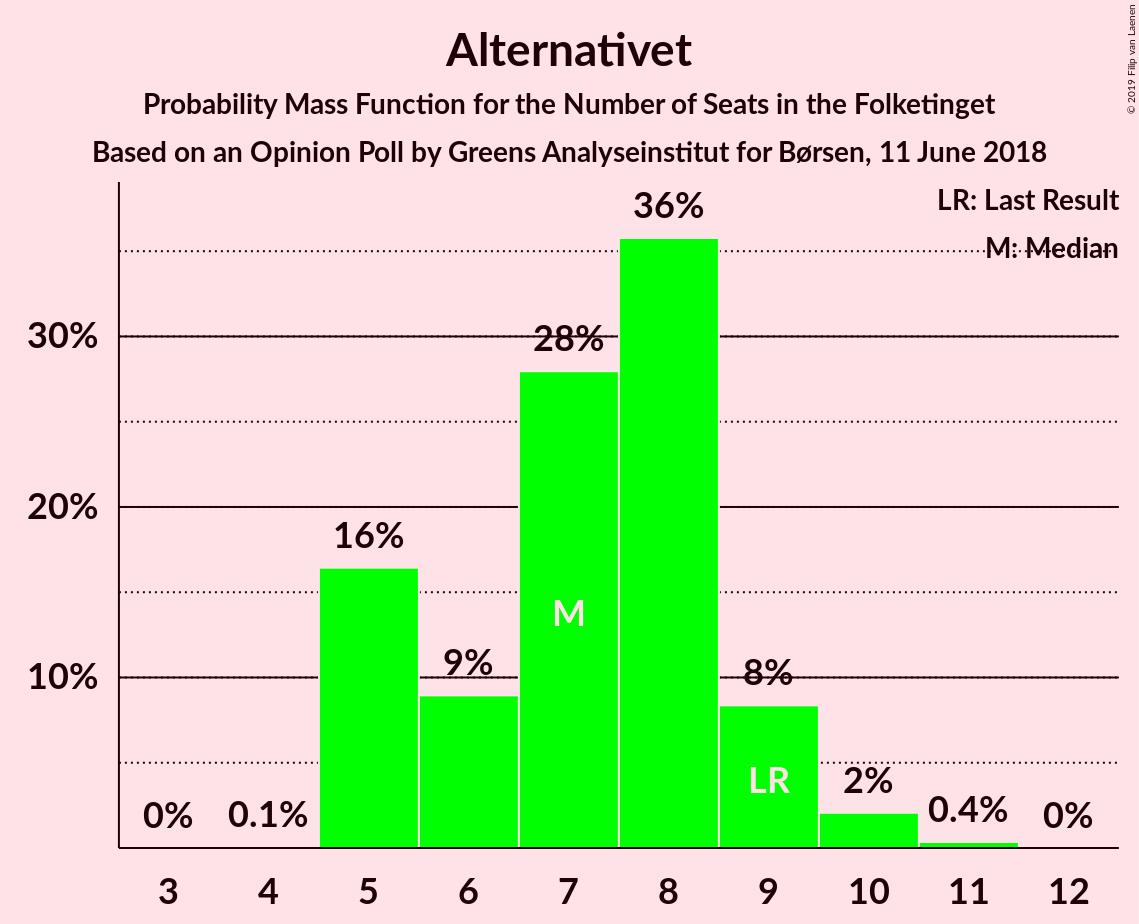 Alternativet
Probability Mass Function for the Number of Seats in the Folketinget
Based on an Opinion Poll by Greens Analyseinstitut for Børsen, 11 June 2018
© 2019 Filip van Laenen
LR: Last Result
M: Median
30%
20%
10%
0%
0.1%
16%
9%
28%
M
36%
8%
LR
2%
0.4%
0%
3 4 5 6 7 8 9 10 11 12